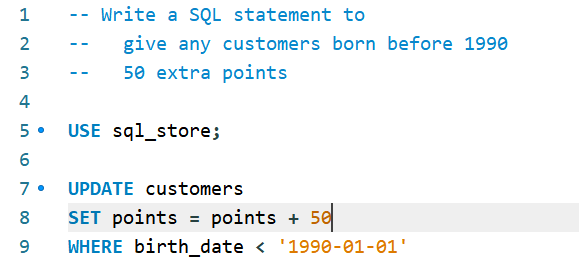 1 -- Write a SQL statement to
2 --   give any customers born before 1990
3 --   50 extra points
4
5 USE sql_store;
6
7 UPDATE customers
8 SET points = points + 50
9 WHERE birth_date < '1990-01-01'